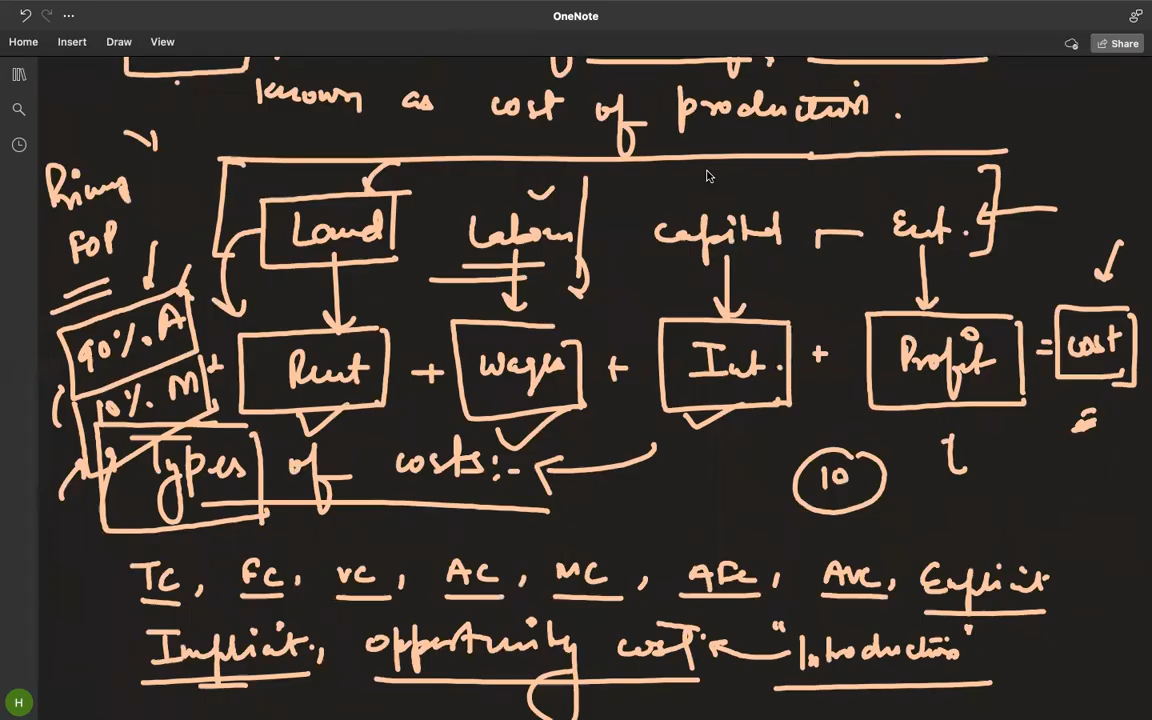 OneNote
Home Insert Draw View Share
known as cost of production.
Land Labour capital Ent.
FOP
90% A
10% M
+ Rent + Wages + Int. + Profit = cost
Types of costs:-
10
TC, FC, VC, AC, MC, AFC, AVC, Explicit
Implicit, opportunity cost. "Introduction"
H